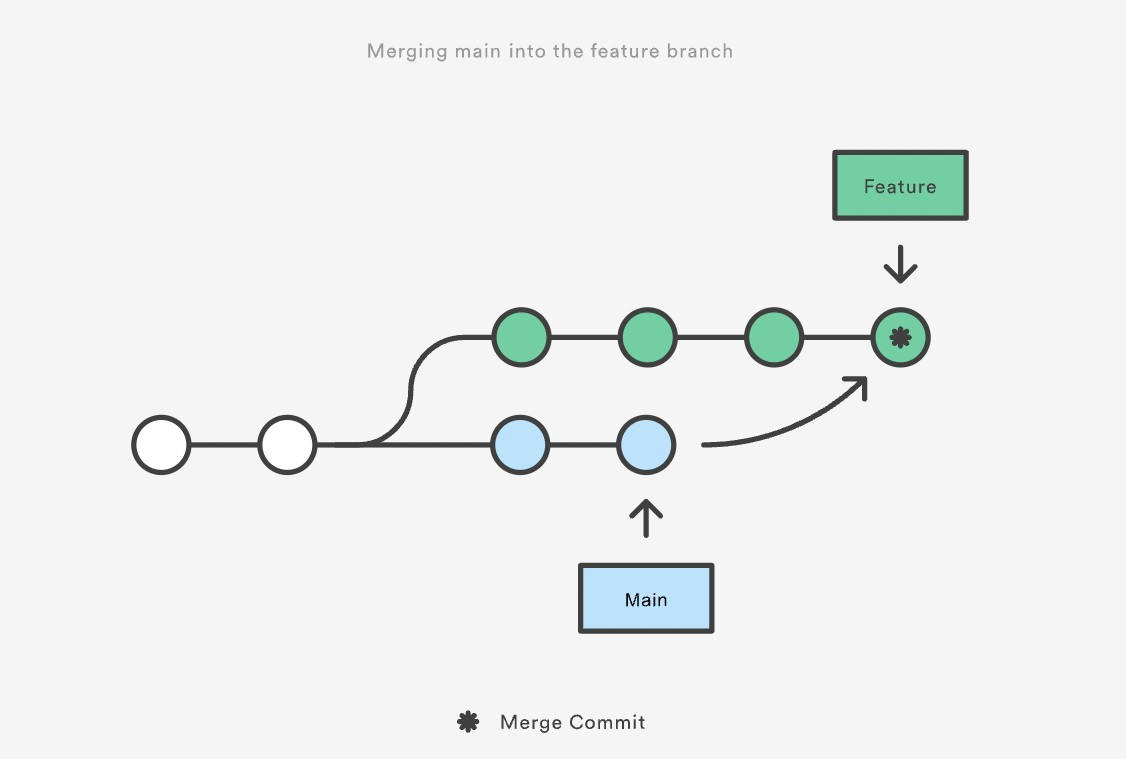 Merging main into the feature branch
Feature
Main
Merge Commit